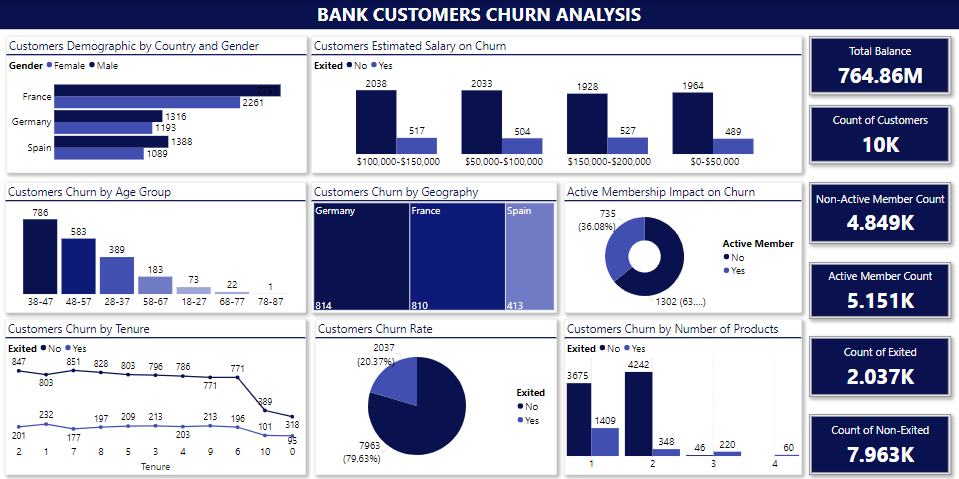 BANK CUSTOMERS CHURN ANALYSIS
Customers Demographic by Country and Gender
Gender Female Male
France
2261
Germany
1316
1193
Spain
1388
1089
Customers Estimated Salary on Churn
Exited No Yes
2038 2033 1928 1964
517 504 527 489
$100,000-$150,000 $50,000-$100,000 $150,000-$200,000 $0-$50,000
Total Balance
764.86M
Count of Customers
10K
Customers Churn by Age Group
786
583
389
183
73
22
1
38-47 48-57 28-37 58-67 18-27 68-77 78-87
Customers Churn by Geography
Germany France Spain
814 810 413
Active Membership Impact on Churn
735
(36.08%)
1302 (63....)
Active Member
No
Yes
Non-Active Member Count
4.849K
Active Member Count
5.151K
Customers Churn by Tenure
Exited No Yes
847 803 851 828 803 796 786 771 771 389 318
201 232 177 197 209 213 203 213 196 101 95
2 1 7 8 5 3 4 9 6 10 0
Tenure
Customers Churn Rate
2037
(20.37%)
7963
(79.63%)
Exited
No
Yes
Customers Churn by Number of Products
Exited No Yes
3675 4242 46
1409 348 220 60
1 2 3 4
Count of Exited
2.037K
Count of Non-Exited
7.963K